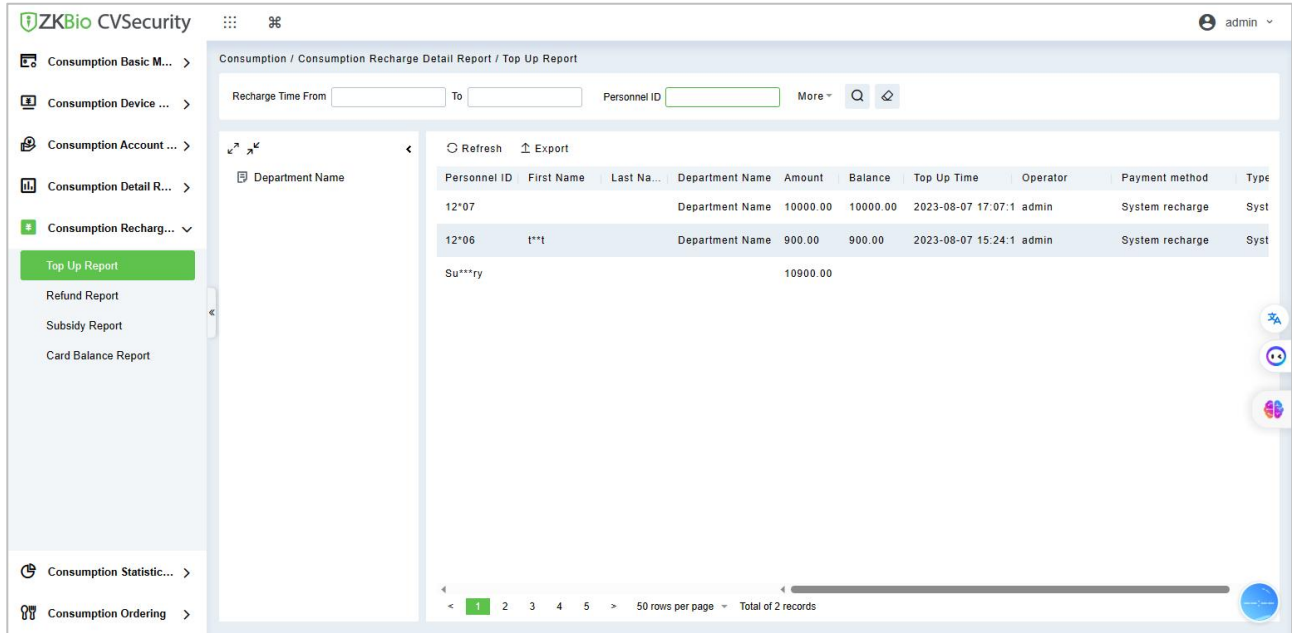 ZKBio CVSecurity
admin
Consumption Basic M...
Consumption Device ...
Consumption Account ...
Consumption Detail R...
Consumption Recharg...
Top Up Report
Refund Report
Subsidy Report
Card Balance Report
Consumption Statistic...
Consumption Ordering
Consumption / Consumption Recharge Detail Report / Top Up Report
Recharge Time From To Personnel ID More
Department Name
Refresh Export
Personnel ID First Name Last Na... Department Name Amount Balance Top Up Time Operator Payment method Type
12*07 Department Name 10000.00 10000.00 2023-08-07 17:07:1 admin System recharge Syst
12*06 t**t Department Name 900.00 900.00 2023-08-07 15:24:1 admin System recharge Syst
Su***ry 10900.00
< 1 2 3 4 5 > 50 rows per page Total of 2 records